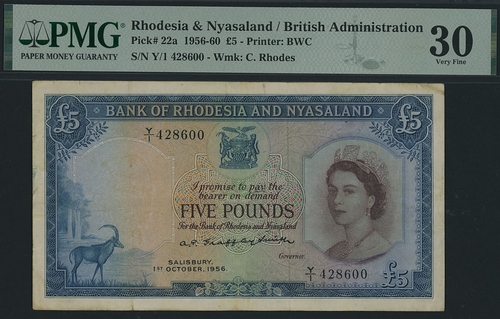 PMG
PAPER MONEY GUARANTY
Rhodesia & Nyasaland / British Administration
Pick# 22a 1956-60 £5 - Printer: BWC
S/N Y/1 428600 - Wmk: C. Rhodes
30
Very Fine
£5
BANK OF RHODESIA AND NYASALAND
£5
Y/1 428600
I promise to pay the
bearer on demand
FIVE POUNDS
For the Bank of Rhodesia and Nyasaland
Governor.
SALISBURY,
1ST OCTOBER, 1956.
Y/1 428600
£5